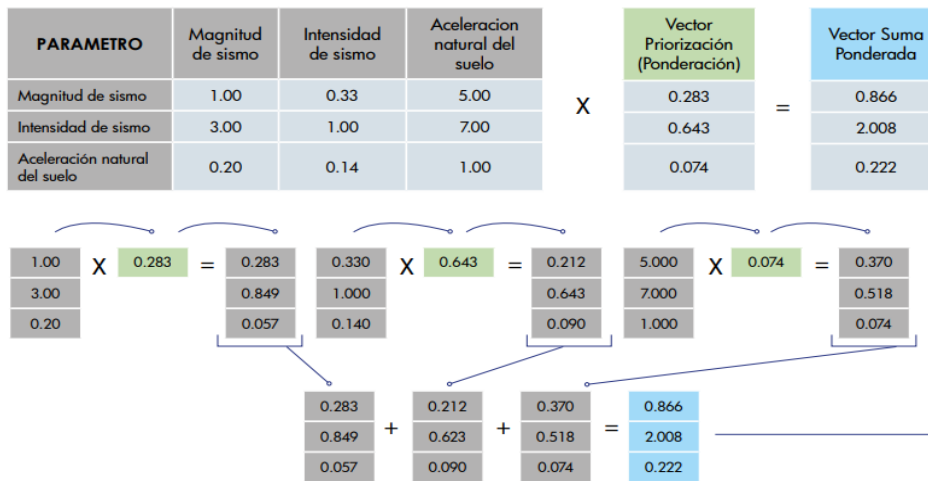 PARAMETRO
Magnitud
de sismo
Intensidad
de sismo
Aceleracion
natural del
suelo
Vector
Priorización
(Ponderación)
Vector Suma
Ponderada
Magnitud de sismo 1.00 0.33 5.00 X 0.283 = 0.866
Intensidad de sismo 3.00 1.00 7.00 0.643 2.008
Aceleración natural
del suelo 0.20 0.14 1.00 0.074 0.222
1.00 X 0.283 = 0.283 0.330 X 0.643 = 0.212 5.000 X 0.074 = 0.370
3.00 0.849 1.000 0.643 7.000 0.518
0.20 0.057 0.140 0.090 1.000 0.074
0.283 0.212 0.370 0.866
0.849 + 0.623 + 0.518 = 2.008
0.057 0.090 0.074 0.222